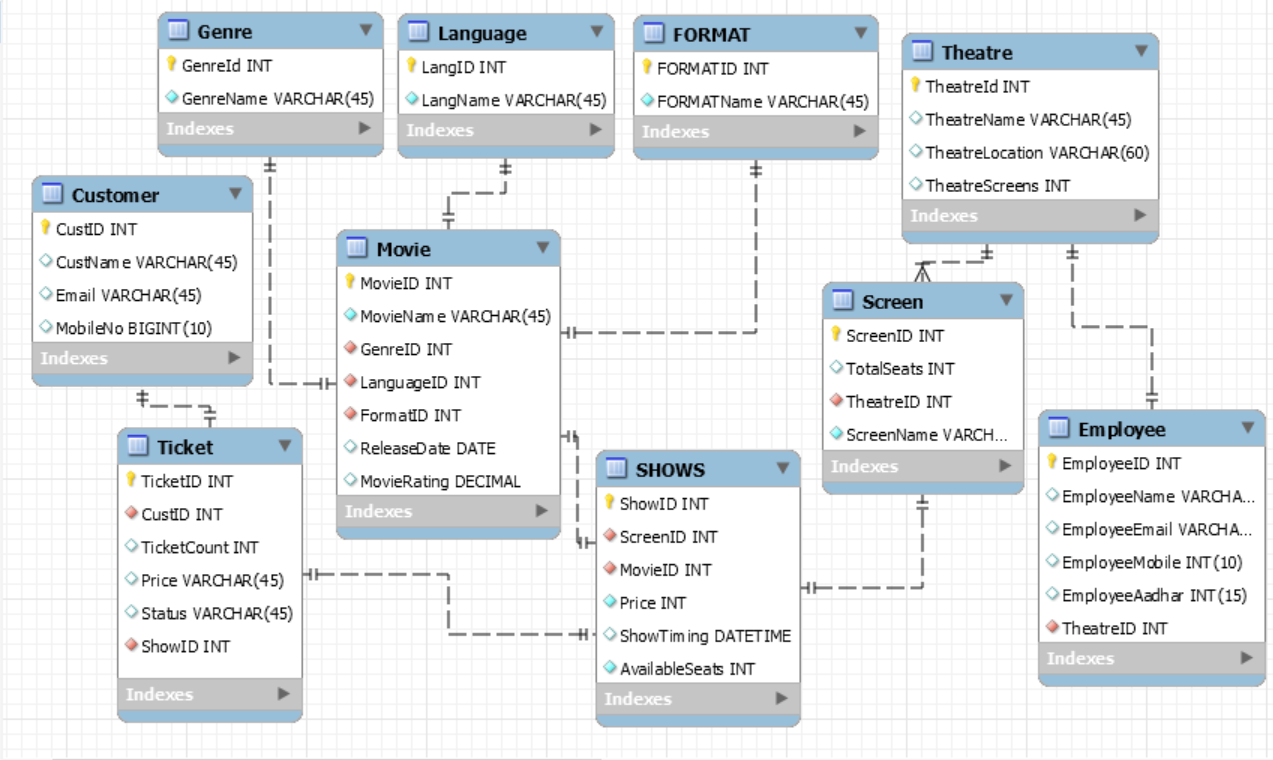 Genre
GenreId INT
GenreName VARCHAR(45)
Indexes
Language
LangID INT
LangName VARCHAR(45)
Indexes
FORMAT
FORMATID INT
FORMATName VARCHAR(45)
Indexes
Theatre
TheatreId INT
TheatreName VARCHAR(45)
TheatreLocation VARCHAR(60)
TheatreScreens INT
Indexes
Customer
CustID INT
CustName VARCHAR(45)
Email VARCHAR(45)
MobileNo BIGINT(10)
Indexes
Movie
MovieID INT
MovieName VARCHAR(45)
GenreID INT
LanguageID INT
FormatID INT
ReleaseDate DATE
MovieRating DECIMAL
Indexes
Screen
ScreenID INT
TotalSeats INT
TheatreID INT
ScreenName VARCH...
Indexes
Ticket
TicketID INT
CustID INT
TicketCount INT
Price VARCHAR(45)
Status VARCHAR(45)
ShowID INT
Indexes
SHOWS
ShowID INT
ScreenID INT
MovieID INT
Price INT
ShowTiming DATETIME
AvailableSeats INT
Indexes
Employee
EmployeeID INT
EmployeeName VARCHA...
EmployeeEmail VARCHA...
EmployeeMobile INT(10)
EmployeeAadhar INT(15)
TheatreID INT
Indexes